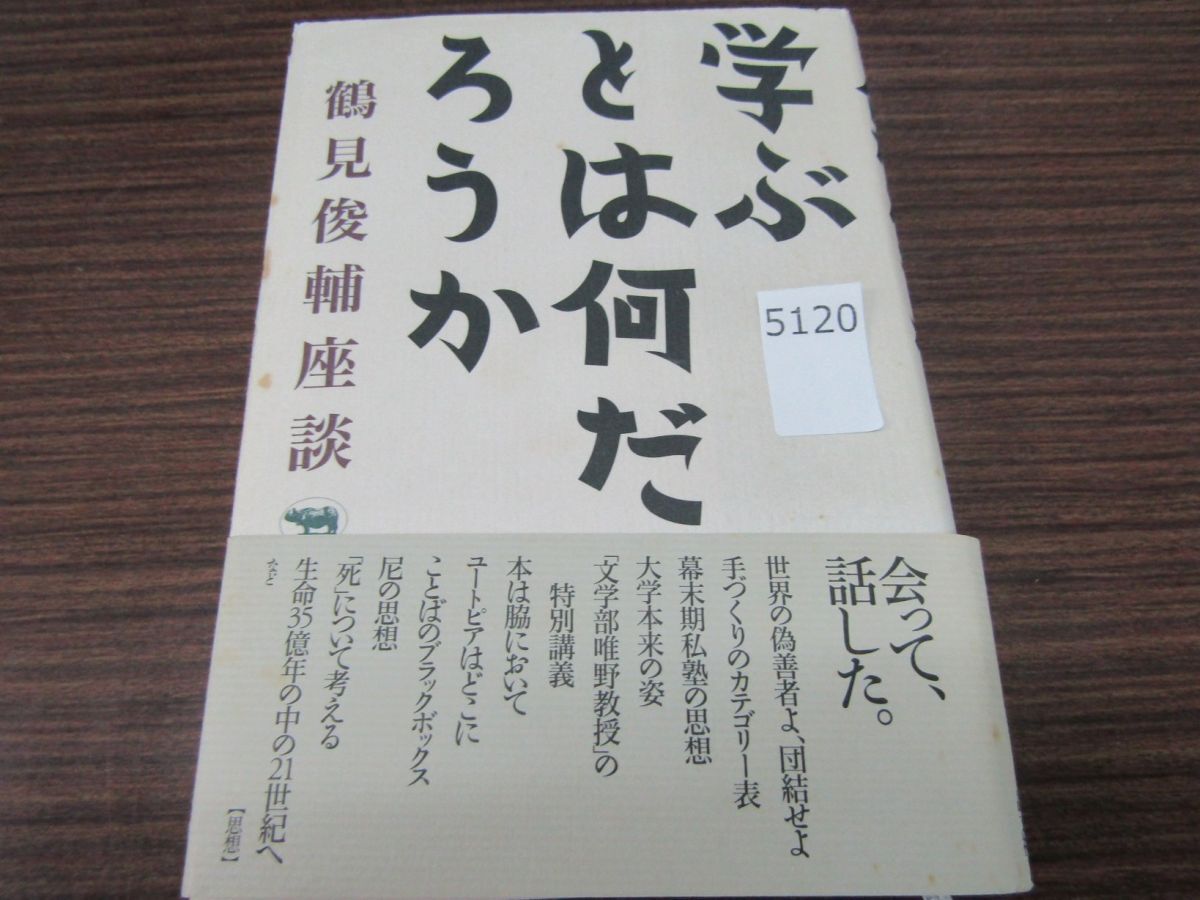 学ぶ
とは何だ
ろうか
鶴見俊輔座談
5120
会って、
話した。
世界の偽善者よ、団結せよ
手づくりのカテゴリー表
幕末期私塾の思想
大学本来の姿
「文学部唯野教授」の
特別講義
本は脇において
ユートピアはどこに
ことばのブラックボックス
尼の思想
「死」について考える
生命35億年の中の21世紀へ
など
【思想】